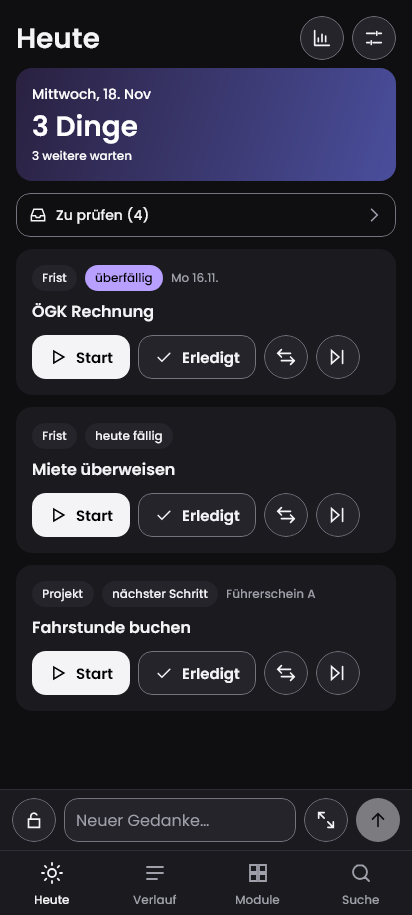 Heute
Mittwoch, 18. Nov
3 Dinge
3 weitere warten
Zu prüfen (4)
Frist überfällig Mo 16.11.
ÖGK Rechnung
Start Erledigt
Frist heute fällig
Miete überweisen
Start Erledigt
Projekt nächster Schritt Führerschein A
Fahrstunde buchen
Start Erledigt
Neuer Gedanke...
Heute Verlauf Module Suche